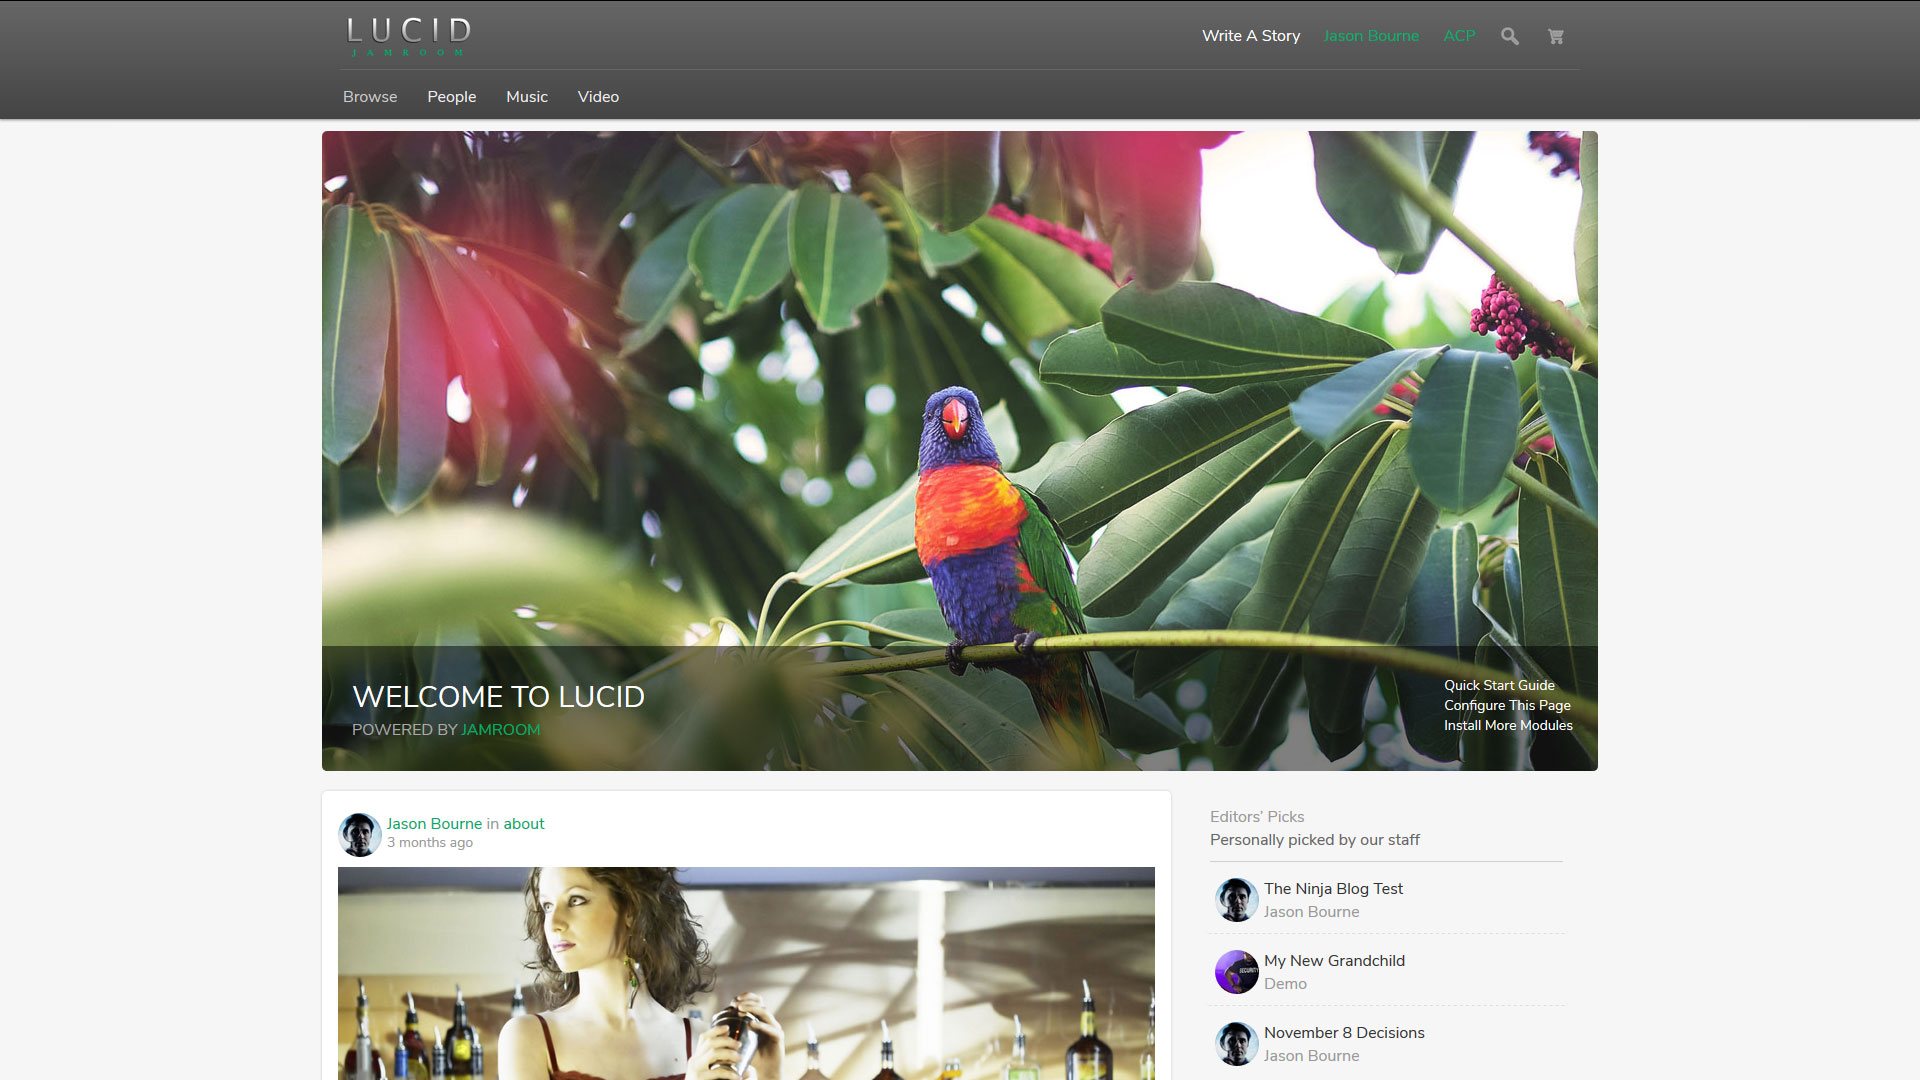 LUCID
JAMROOM
Write A Story Jason Bourne ACP
Browse People Music Video
WELCOME TO LUCID
POWERED BY JAMROOM
Quick Start Guide
Configure This Page
Install More Modules
Jason Bourne in about
3 months ago
Editors’ Picks
Personally picked by our staff
The Ninja Blog Test
Jason Bourne
SECURITY
My New Grandchild
Demo
November 8 Decisions
Jason Bourne